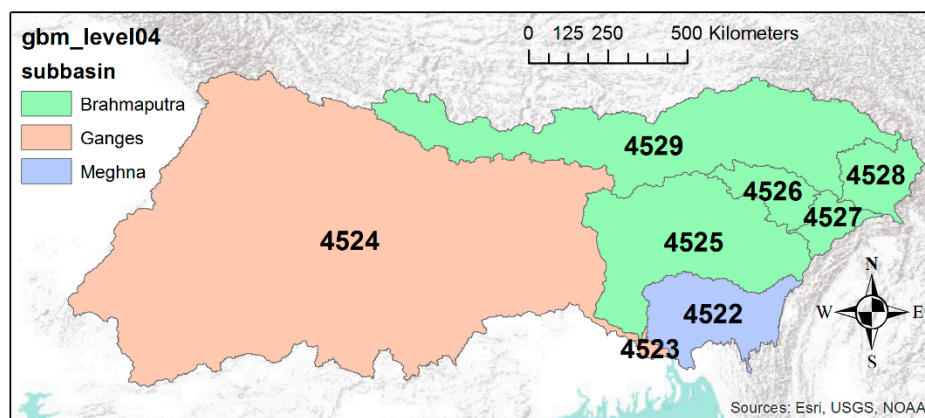 gbm_level04
subbasin
Brahmaputra
Ganges
Meghna
0 125 250 500 Kilometers
4529
4528
4526
4527
4524
4525
4522
4523
N
W E
S
Sources: Esri, USGS, NOAA